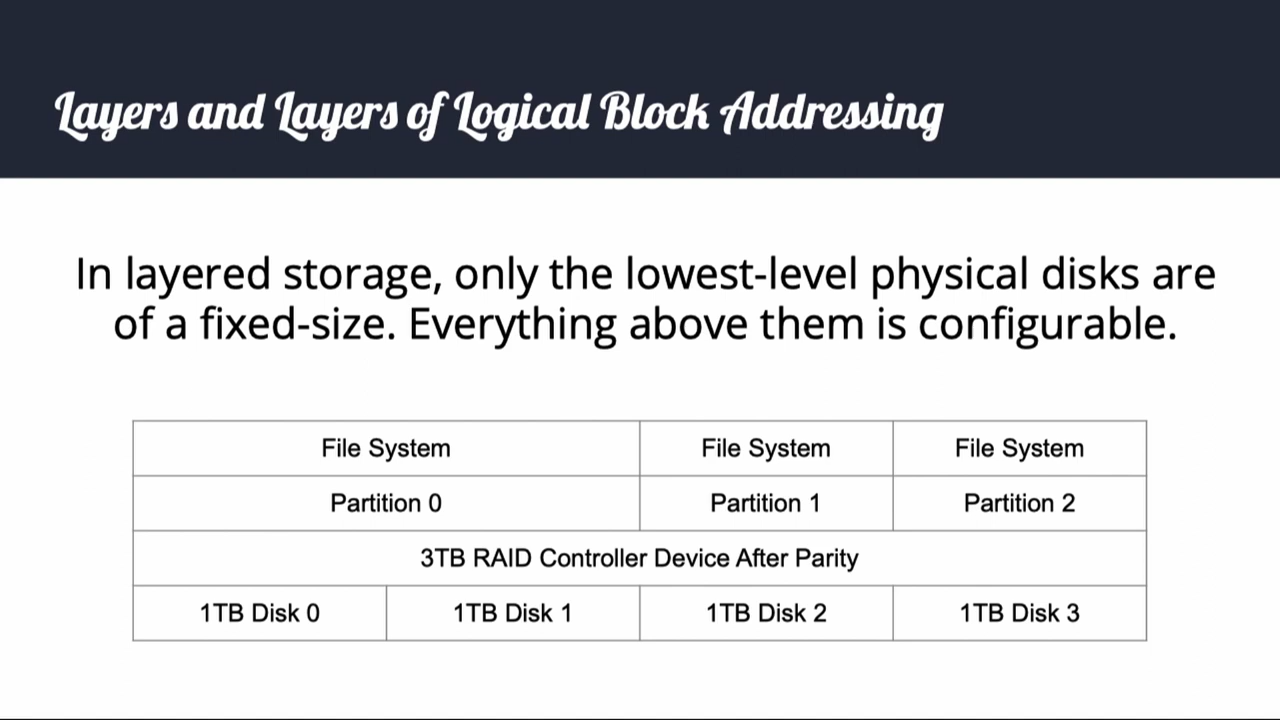 Layers and Layers of Logical Block Addressing
In layered storage, only the lowest-level physical disks are
of a fixed-size. Everything above them is configurable.
File System File System File System
Partition 0 Partition 1 Partition 2
3TB RAID Controller Device After Parity
1TB Disk 0 1TB Disk 1 1TB Disk 2 1TB Disk 3